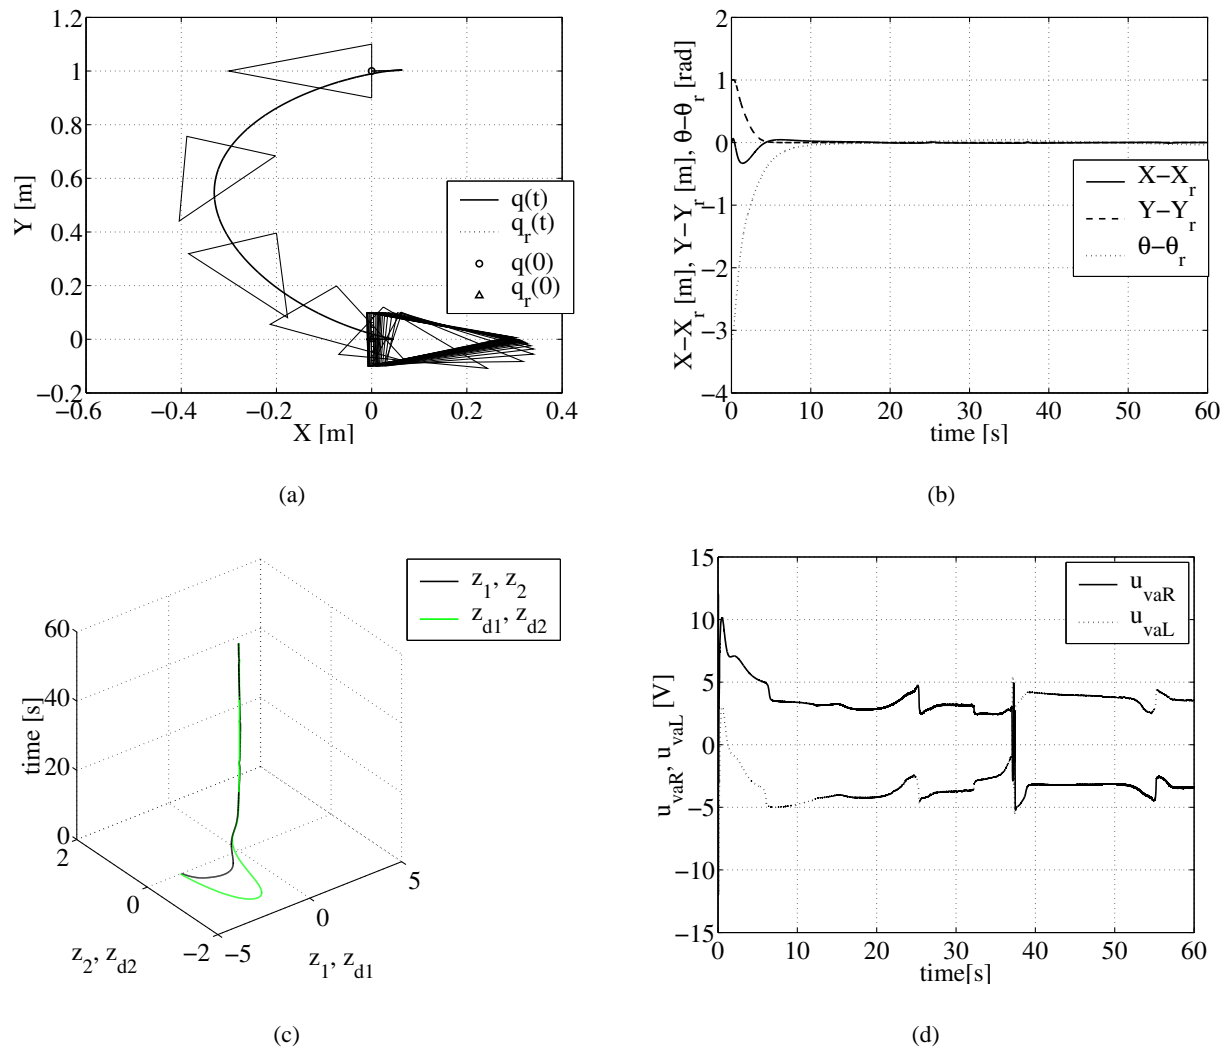 1.2
1
0.8
0.6
0.4
0.2
0
−0.2
−0.6
−0.4
−0.2
0
0.2
0.4
X [m]
Y [m]
q(t)
q_r(t)
q(0)
q_r(0)
(a)
2
1
0
−1
−2
−3
−4
0
10
20
30
40
50
60
time [s]
X−X_r [m], Y−Y_r [m], θ−θ_r [rad]
X−X_r
Y−Y_r
θ−θ_r
(b)
60
40
20
0
time [s]
2
0
−2
z_2, z_d2
−5
0
5
z_1, z_d1
z_1, z_2
z_d1, z_d2
(c)
15
10
5
0
−5
−10
−15
0
10
20
30
40
50
60
time[s]
u_vaR, u_vaL [V]
u_vaR
u_vaL
(d)